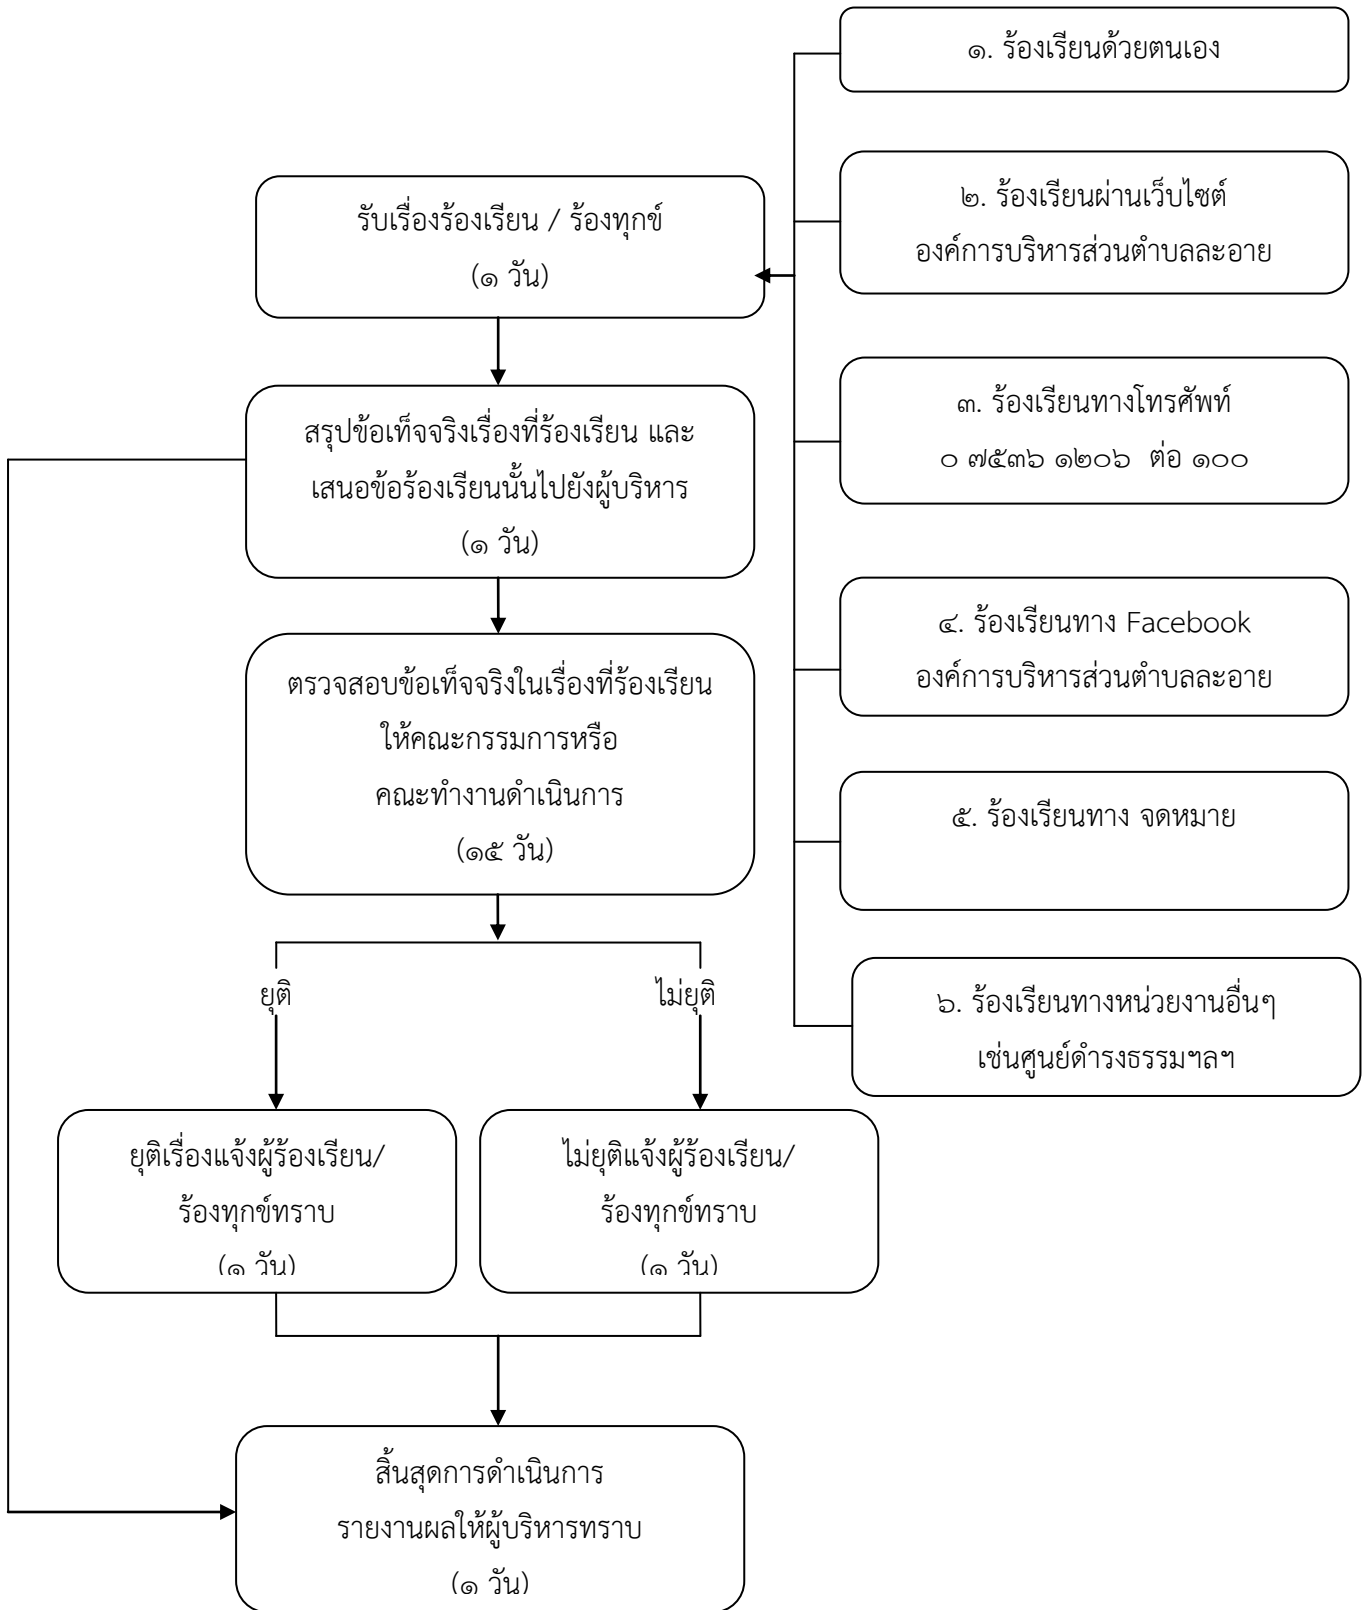 ๑. ร้องเรียนด้วยตนเอง
๒. ร้องเรียนผ่านเว็บไซต์
องค์การบริหารส่วนตำบลละอาย
๓. ร้องเรียนทางโทรศัพท์
๐ ๗๕๓๖ ๑๒๐๖ ต่อ ๑๐๐
๔. ร้องเรียนทาง Facebook
องค์การบริหารส่วนตำบลละอาย
๕. ร้องเรียนทาง จดหมาย
๖. ร้องเรียนทางหน่วยงานอื่นๆ
เช่นศูนย์ดำรงธรรมฯลฯ
รับเรื่องร้องเรียน / ร้องทุกข์
(๑ วัน)
สรุปข้อเท็จจริงเรื่องที่ร้องเรียน และ
เสนอข้อร้องเรียนนั้นไปยังผู้บริหาร
(๑ วัน)
ตรวจสอบข้อเท็จจริงในเรื่องที่ร้องเรียน
ให้คณะกรรมการหรือ
คณะทำงานดำเนินการ
(๑๕ วัน)
ยุติ
ไม่ยุติ
ยุติเรื่องแจ้งผู้ร้องเรียน/
ร้องทุกข์ทราบ
(๑ วัน)
ไม่ยุติแจ้งผู้ร้องเรียน/
ร้องทุกข์ทราบ
(๑ วัน)
สิ้นสุดการดำเนินการ
รายงานผลให้ผู้บริหารทราบ
(๑ วัน)